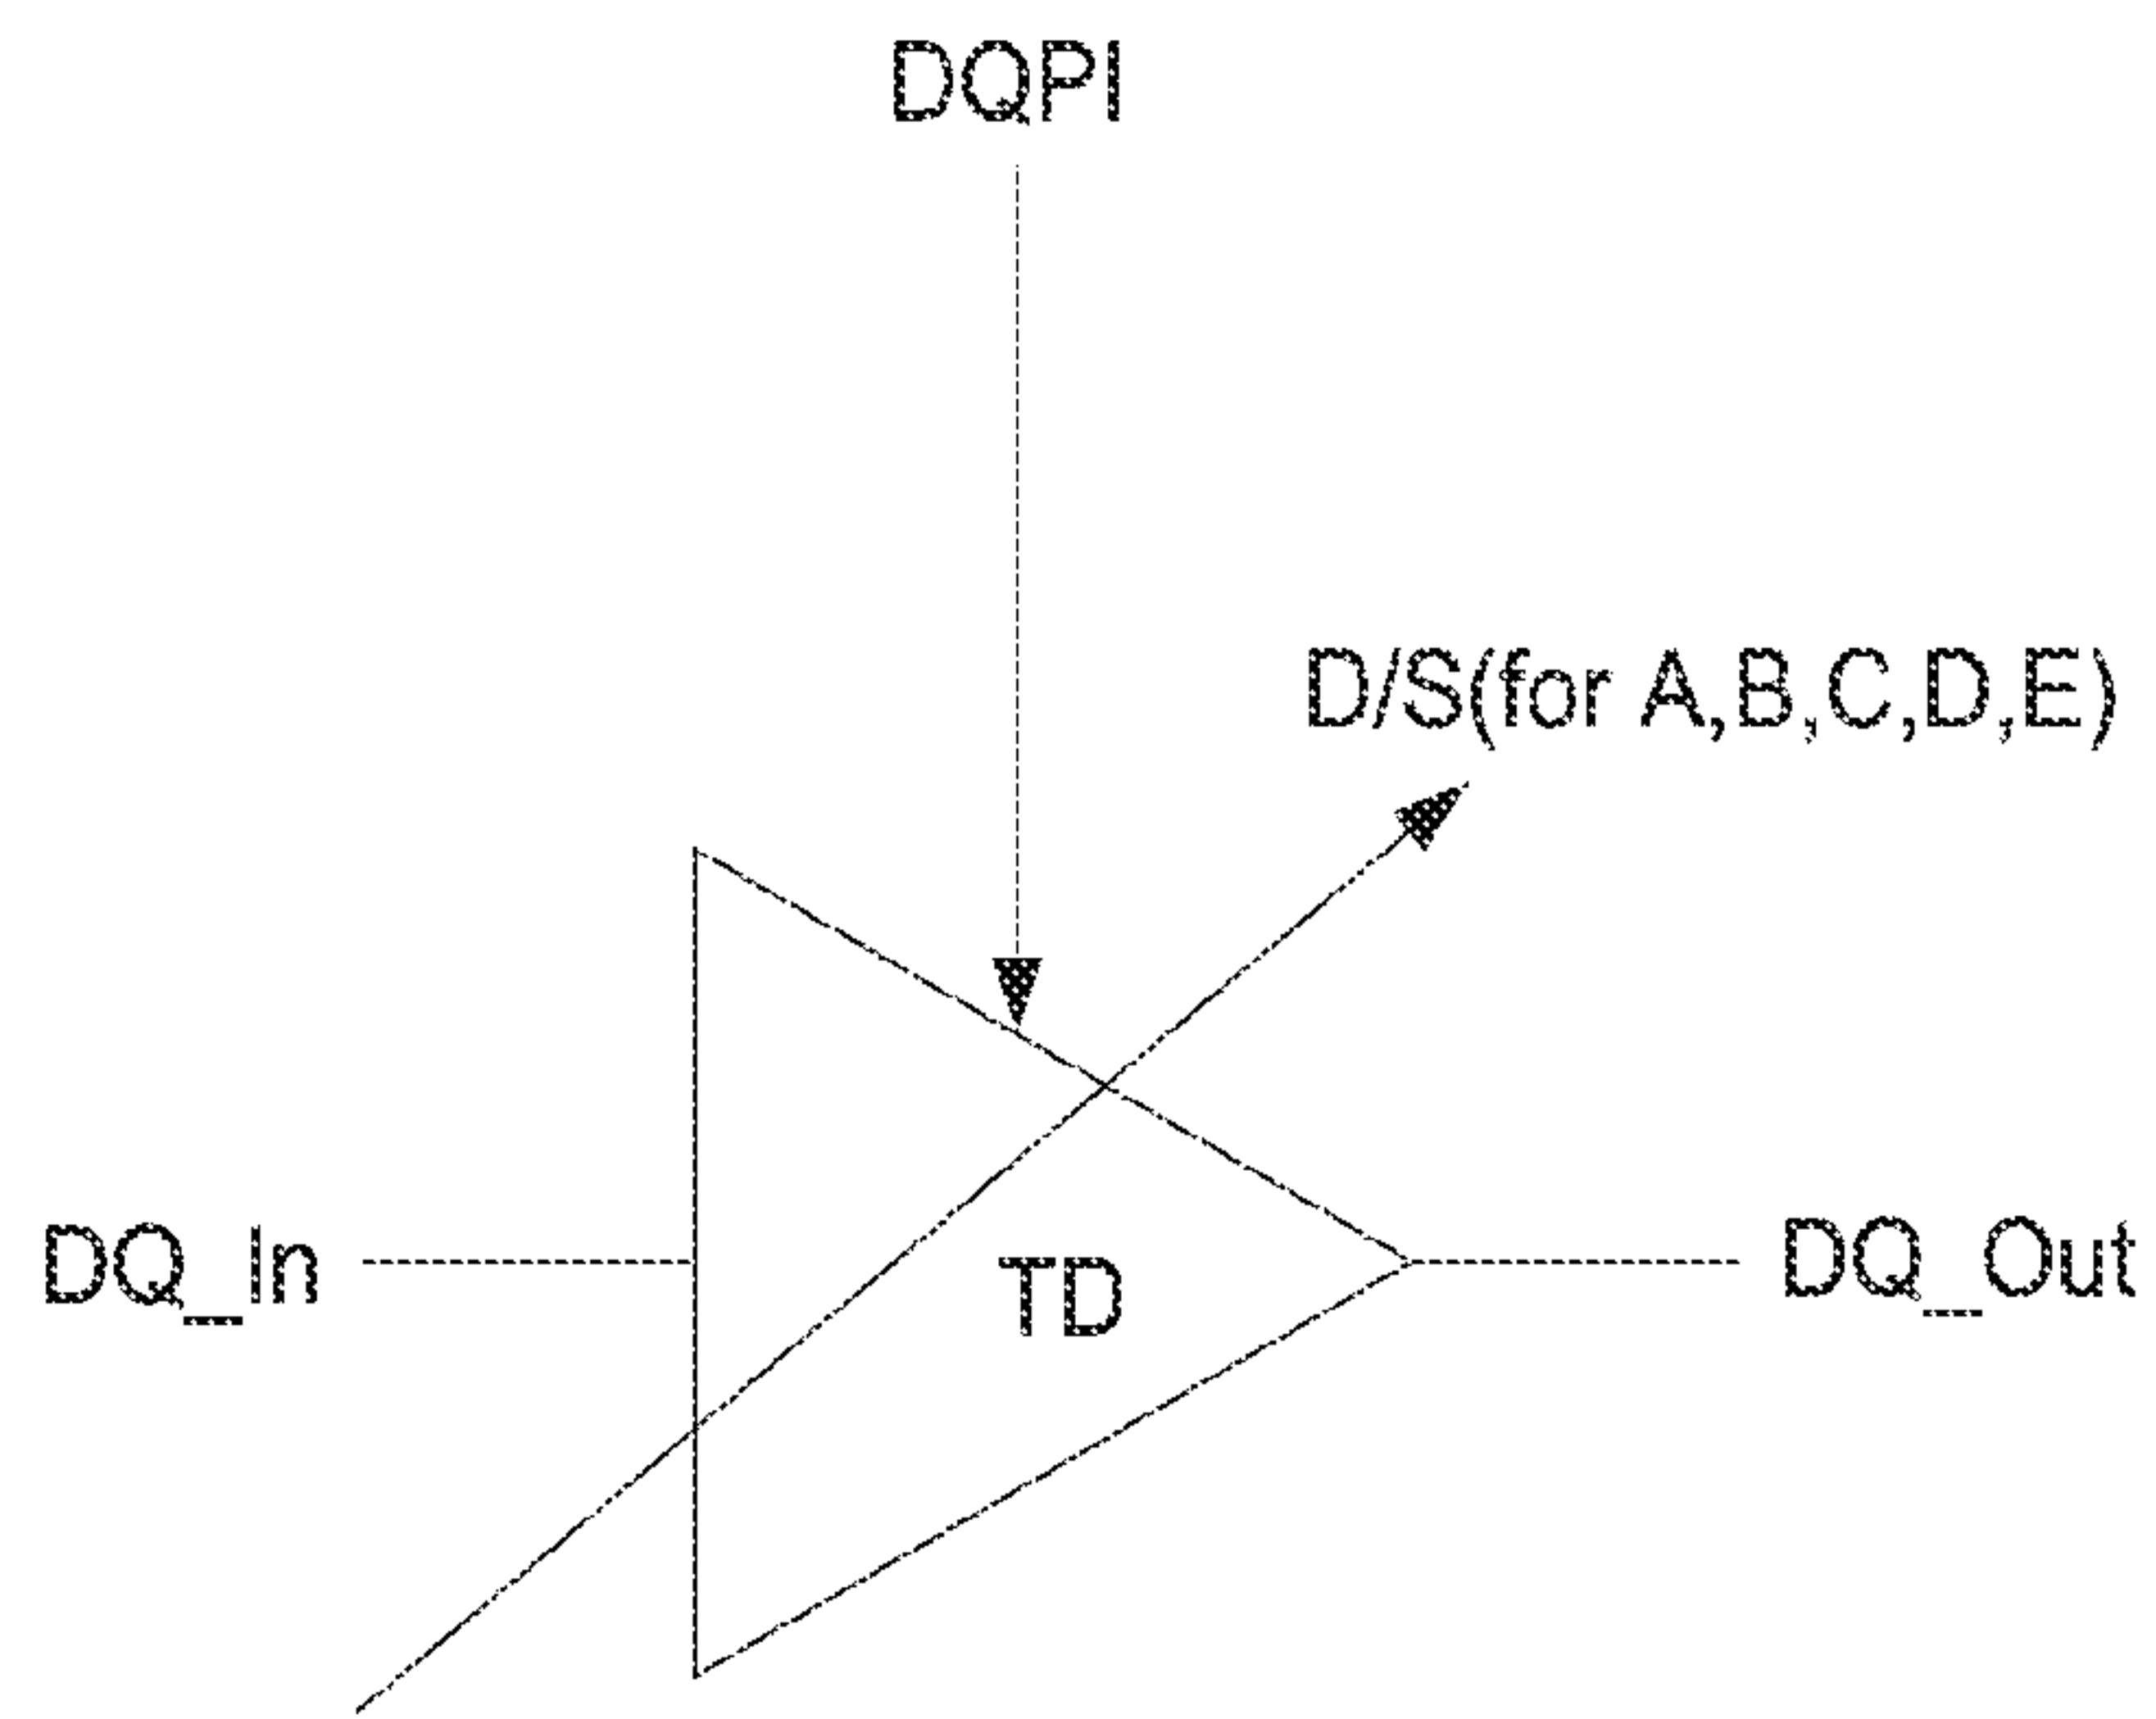 DQPI
D/S(for A,B,C,D,E)
DQ_In
TD
DQ_Out